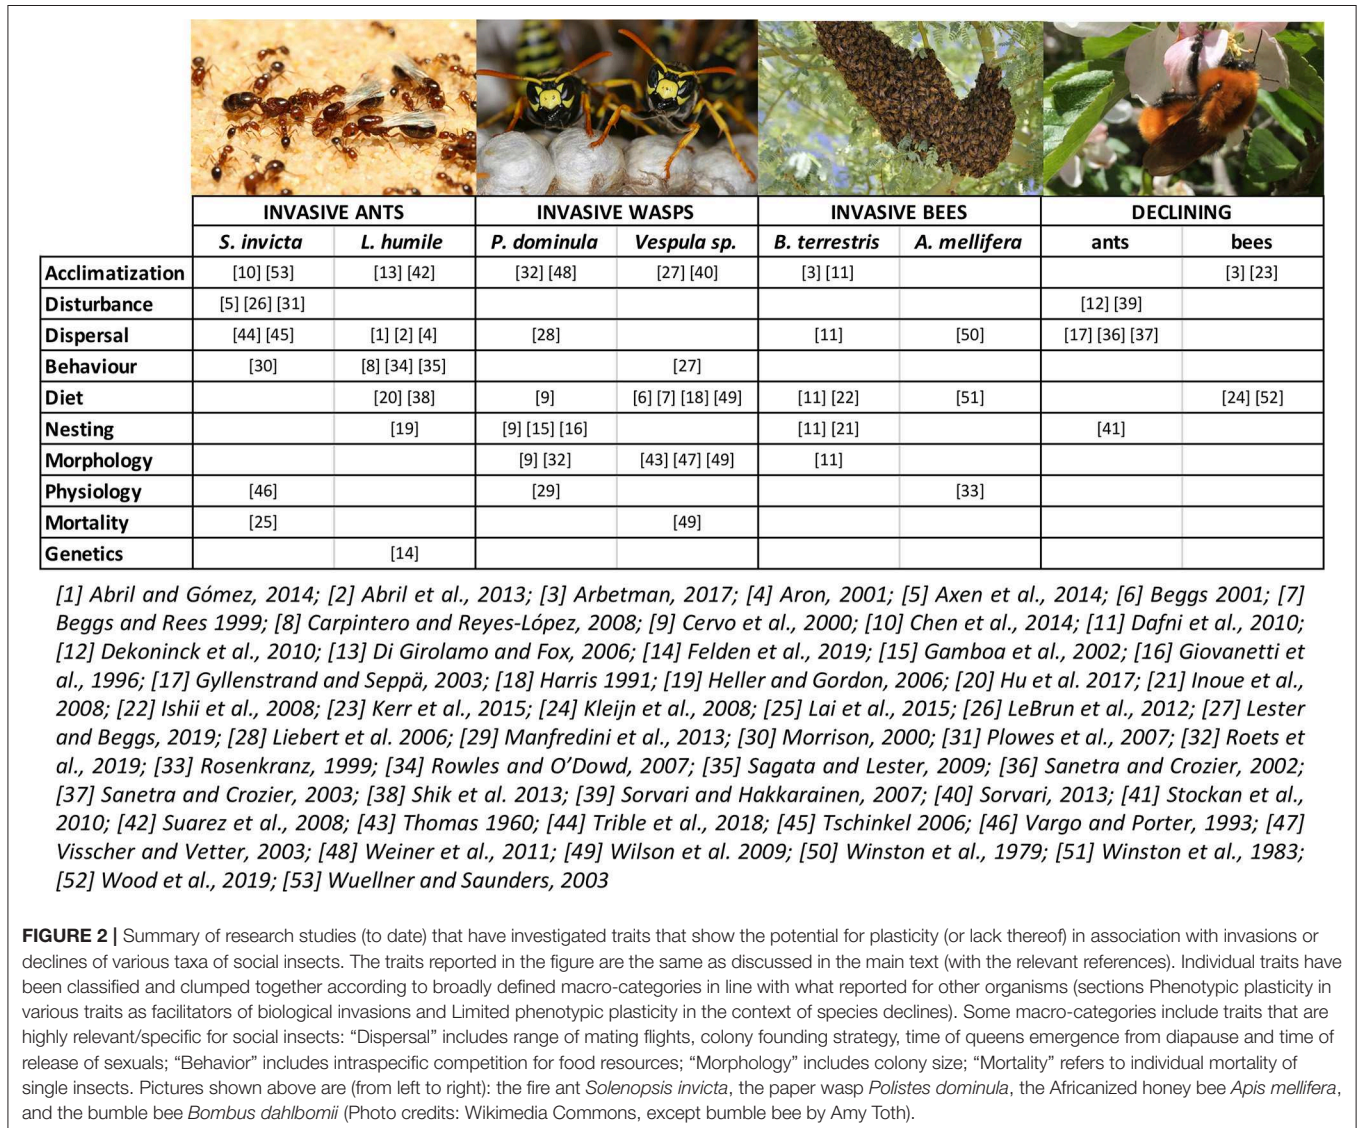 INVASIVE ANTS INVASIVE WASPS INVASIVE BEES DECLINING
S. invicta L. humile P. dominula Vespula sp. B. terrestris A. mellifera ants bees
Acclimatization [10] [53] [13] [42] [32] [48] [27] [40] [3] [11] [3] [23]
Disturbance [5] [26] [31] [12] [39]
Dispersal [44] [45] [1] [2] [4] [28] [11] [50] [17] [36] [37]
Behaviour [30] [8] [34] [35] [27]
Diet [20] [38] [9] [6] [7] [18] [49] [11] [22] [51] [24] [52]
Nesting [19] [9] [15] [16] [11] [21] [41]
Morphology [9] [32] [43] [47] [49] [11]
Physiology [46] [29] [33]
Mortality [25] [49]
Genetics [14]
[1] Abril and Gómez, 2014; [2] Abril et al., 2013; [3] Arbetman, 2017; [4] Aron, 2001; [5] Axen et al., 2014; [6] Beggs 2001; [7]
Beggs and Rees 1999; [8] Carpintero and Reyes-López, 2008; [9] Cervo et al., 2000; [10] Chen et al., 2014; [11] Dafni et al., 2010;
[12] Dekoninck et al., 2010; [13] Di Girolamo and Fox, 2006; [14] Felden et al., 2019; [15] Gamboa et al., 2002; [16] Giovanetti et
al., 1996; [17] Gyllenstrand and Seppä, 2003; [18] Harris 1991; [19] Heller and Gordon, 2006; [20] Hu et al. 2017; [21] Inoue et al.,
2008; [22] Ishii et al., 2008; [23] Kerr et al., 2015; [24] Kleijn et al., 2008; [25] Lai et al., 2015; [26] LeBrun et al., 2012; [27] Lester
and Beggs, 2019; [28] Liebert et al. 2006; [29] Manfredini et al., 2013; [30] Morrison, 2000; [31] Plowes et al., 2007; [32] Roets et
al., 2019; [33] Rosenkranz, 1999; [34] Rowles and O’Dowd, 2007; [35] Sagata and Lester, 2009; [36] Sanetra and Crozier, 2002;
[37] Sanetra and Crozier, 2003; [38] Shik et al. 2013; [39] Sorvari and Hakkarainen, 2007; [40] Sorvari, 2013; [41] Stockan et al.,
2010; [42] Suarez et al., 2008; [43] Thomas 1960; [44] Trible et al., 2018; [45] Tschinkel 2006; [46] Vargo and Porter, 1993; [47]
Visscher and Vetter, 2003; [48] Weiner et al., 2011; [49] Wilson et al. 2009; [50] Winston et al., 1979; [51] Winston et al., 1983;
[52] Wood et al., 2019; [53] Wuellner and Saunders, 2003
FIGURE 2 | Summary of research studies (to date) that have investigated traits that show the potential for plasticity (or lack thereof) in association with invasions or
declines of various taxa of social insects. The traits reported in the figure are the same as discussed in the main text (with the relevant references). Individual traits have
been classified and clumped together according to broadly defined macro-categories in line with what reported for other organisms (sections Phenotypic plasticity in
various traits as facilitators of biological invasions and Limited phenotypic plasticity in the context of species declines). Some macro-categories include traits that are
highly relevant/specific for social insects: “Dispersal” includes range of mating flights, colony founding strategy, time of queens emergence from diapause and time of
release of sexuals; “Behavior” includes intraspecific competition for food resources; “Morphology” includes colony size; “Mortality” refers to individual mortality of
single insects. Pictures shown above are (from left to right): the fire ant Solenopsis invicta, the paper wasp Polistes dominula, the Africanized honey bee Apis mellifera,
and the bumble bee Bombus dahlbomii (Photo credits: Wikimedia Commons, except bumble bee by Amy Toth).